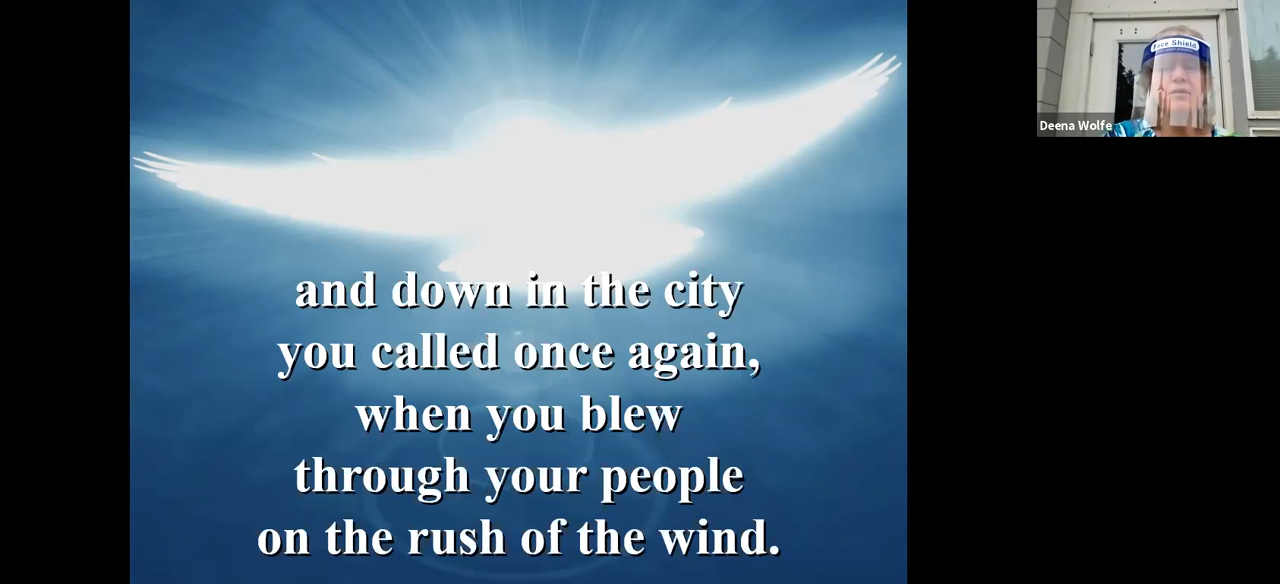 and down in the city
you called once again,
when you blew
through your people
on the rush of the wind.
Face Shield
Deena Wolfe